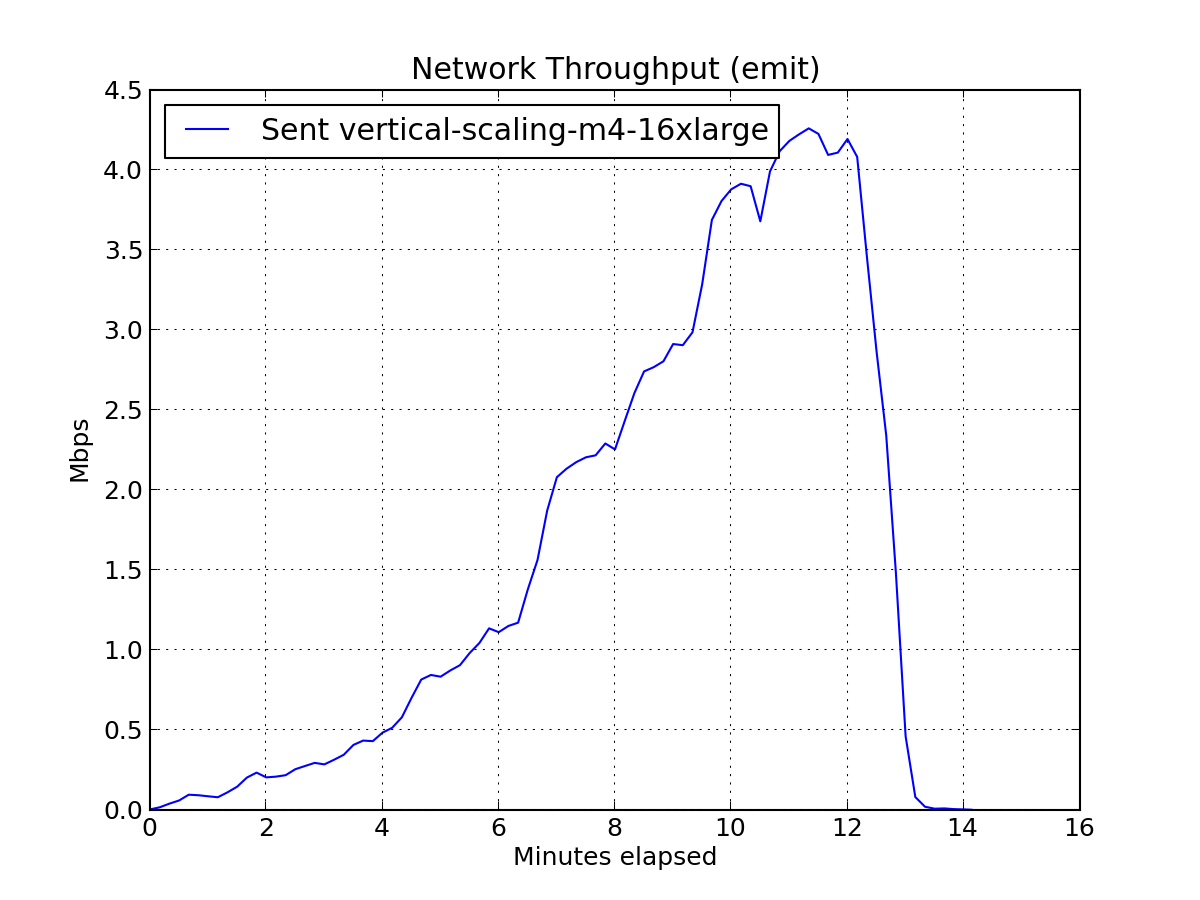 Network Throughput (emit)
4.5
Sent vertical-scaling-m4-16xlarge
4.0
3.5
3.0
2.5
Mbps
2.0
1.5
1.0
0.5
0.0
0 2 4 6 8 10 12 14 16
Minutes elapsed